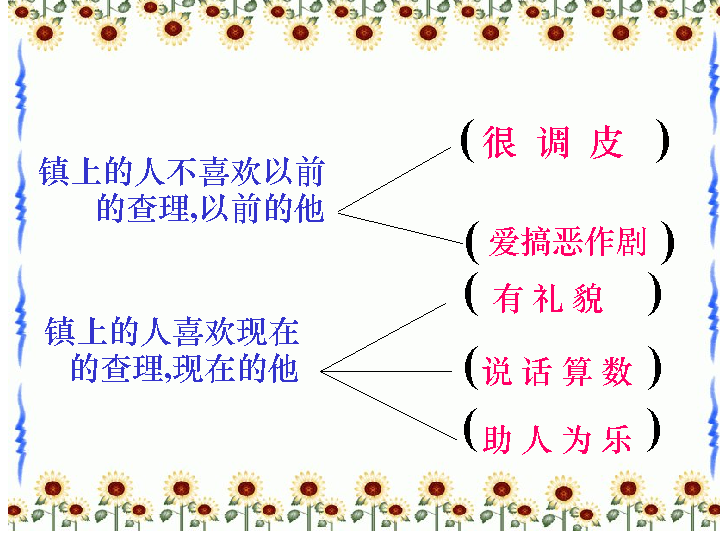 镇上的人不喜欢以前
的查理,以前的他
(很调皮)
(爱搞恶作剧)
镇上的人喜欢现在
的查理,现在的他
(有礼貌)
(说话算数)
(助人为乐)